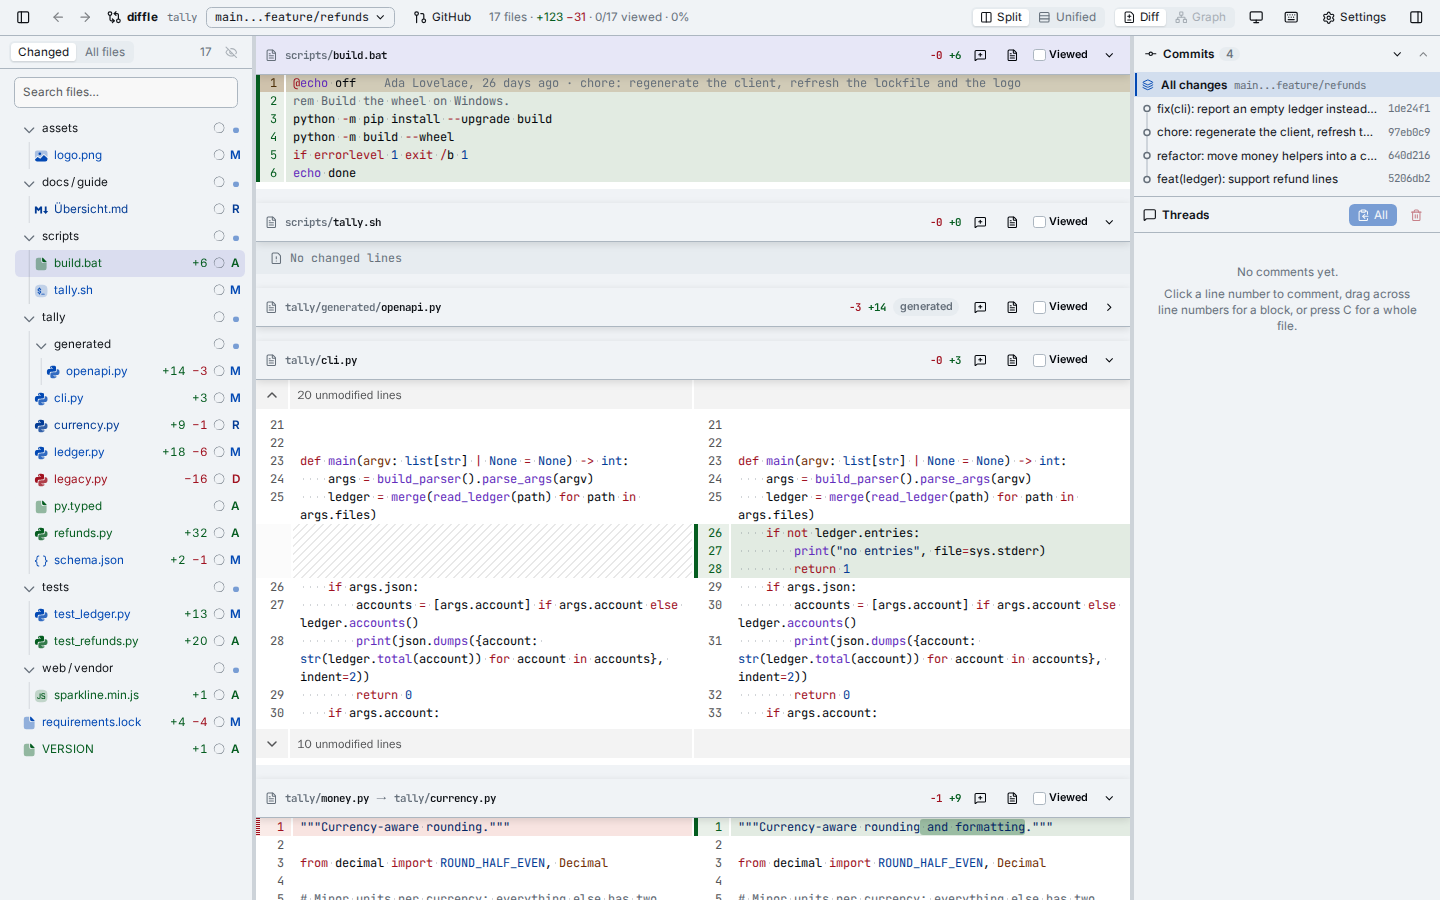 diffle tally main...feature/refunds GitHub 17 files · +123 −31 · 0/17 viewed · 0% Split Unified Diff Graph Settings
Changed All files 17
Search files...
assets
logo.png M
docs/guide
Übersicht.md R
scripts
build.bat +6 A
tally.sh M
tally
generated
openapi.py +14 −3 M
cli.py +3 M
currency.py +9 −1 R
ledger.py +18 −6 M
legacy.py −16 D
py.typed A
refunds.py +32 A
schema.json +2 −1 M
tests
test_ledger.py +13 M
test_refunds.py +20 A
web/vendor
sparkline.min.js +1 A
requirements.lock +4 −4 M
VERSION +1 A
scripts/build.bat -0 +6 Viewed
1 @echo off Ada Lovelace, 26 days ago · chore: regenerate the client, refresh the lockfile and the logo
2 rem Build the wheel on Windows.
3 python -m pip install --upgrade build
4 python -m build --wheel
5 if errorlevel 1 exit /b 1
6 echo done
scripts/tally.sh -0 +0 Viewed
No changed lines
tally/generated/openapi.py -3 +14 generated Viewed
tally/cli.py -0 +3 Viewed
20 unmodified lines
21
22
23 def main(argv: list[str] | None = None) -> int:
24 args = build_parser().parse_args(argv)
25 ledger = merge(read_ledger(path) for path in
args.files)
26 if args.json:
27 accounts = [args.account] if args.account else
ledger.accounts()
28 print(json.dumps({account:
str(ledger.total(account)) for account in accounts},
indent=2))
29 return 0
30 if args.account:
21
22
23 def main(argv: list[str] | None = None) -> int:
24 args = build_parser().parse_args(argv)
25 ledger = merge(read_ledger(path) for path in
args.files)
26 if not ledger.entries:
27 print("no entries", file=sys.stderr)
28 return 1
29 if args.json:
30 accounts = [args.account] if args.account else
ledger.accounts()
31 print(json.dumps({account:
str(ledger.total(account)) for account in accounts},
indent=2))
32 return 0
33 if args.account:
10 unmodified lines
tally/money.py → tally/currency.py -1 +9 Viewed
1 """Currency-aware rounding."""
2
3 from decimal import ROUND_HALF_EVEN, Decimal
4
5 # Minor units per currency; everything else has two
1 """Currency-aware rounding and formatting."""
2
3 from decimal import ROUND_HALF_EVEN, Decimal
4
5 # Minor units per currency; everything else has two
Commits 4
All changes main...feature/refunds
fix(cli): report an empty ledger instead... 1de24f1
chore: regenerate the client, refresh t... 97eb0c9
refactor: move money helpers into a c... 640d216
feat(ledger): support refund lines 5206db2
Threads All
No comments yet.
Click a line number to comment, drag across
line numbers for a block, or press C for a whole
file.